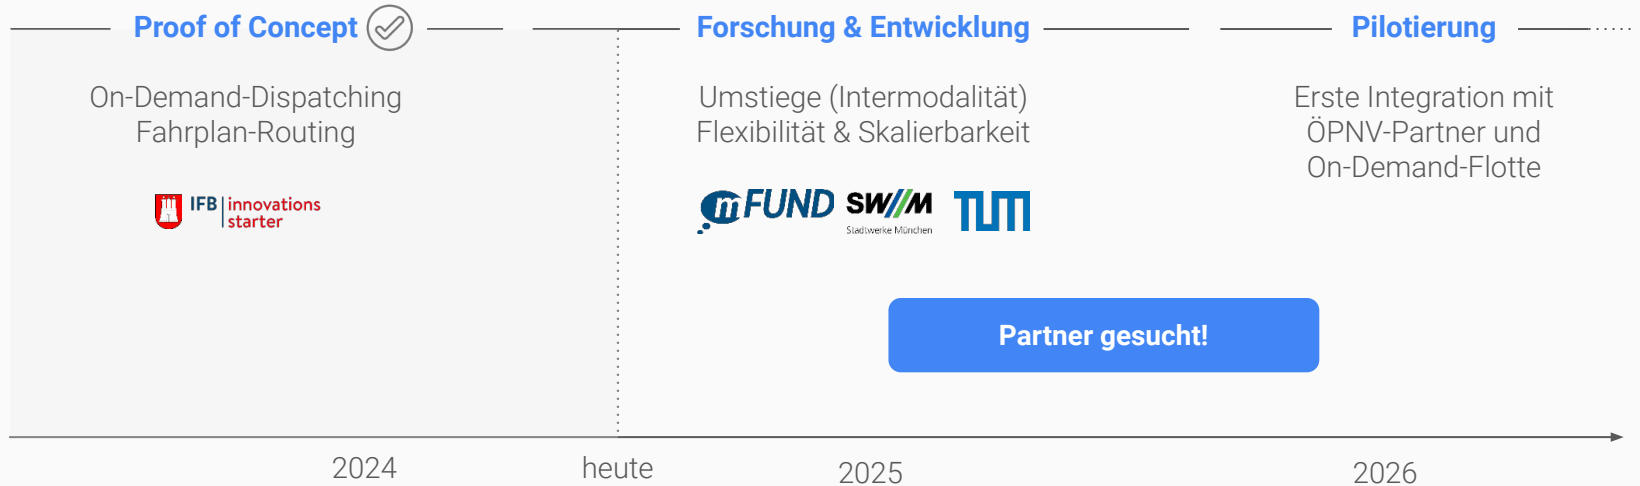 Proof of Concept
On-Demand-Dispatching
Fahrplan-Routing
IFB innovations
starter
Forschung & Entwicklung
Umstiege (Intermodalität)
Flexibilität & Skalierbarkeit
mFUND
SW//M
Stadtwerke München
TUM
Pilotierung
Erste Integration mit
ÖPNV-Partner und
On-Demand-Flotte
Partner gesucht!
2024
heute
2025
2026